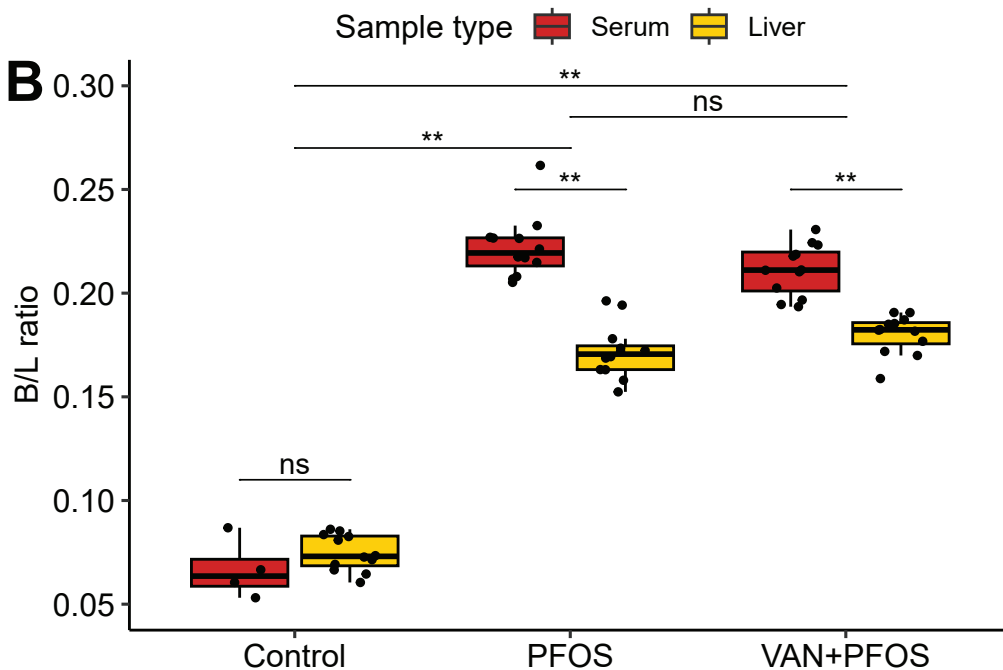 Sample type Serum Liver
B
**
ns
**
** **
ns
0.30
0.25
0.20
0.15
0.10
0.05
B/L ratio
Control PFOS VAN+PFOS